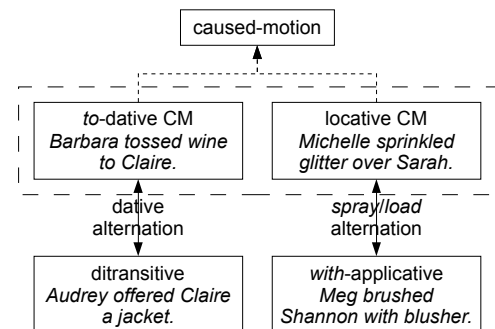 caused-motion
to-dative CM
Barbara tossed wine
to Claire.
locative CM
Michelle sprinkled
glitter over Sarah.
dative
alternation
spray/load
alternation
ditransitive
Audrey offered Claire
a jacket.
with-applicative
Meg brushed
Shannon with blusher.